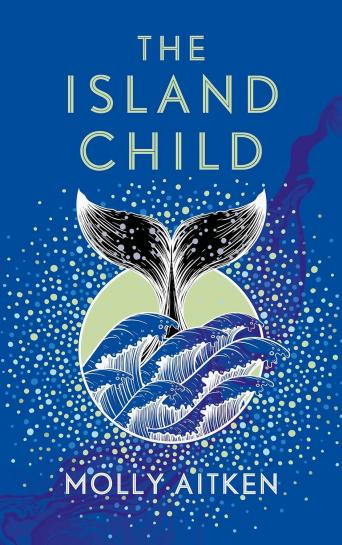 THE
ISLAND
CHILD
MOLLY AITKEN